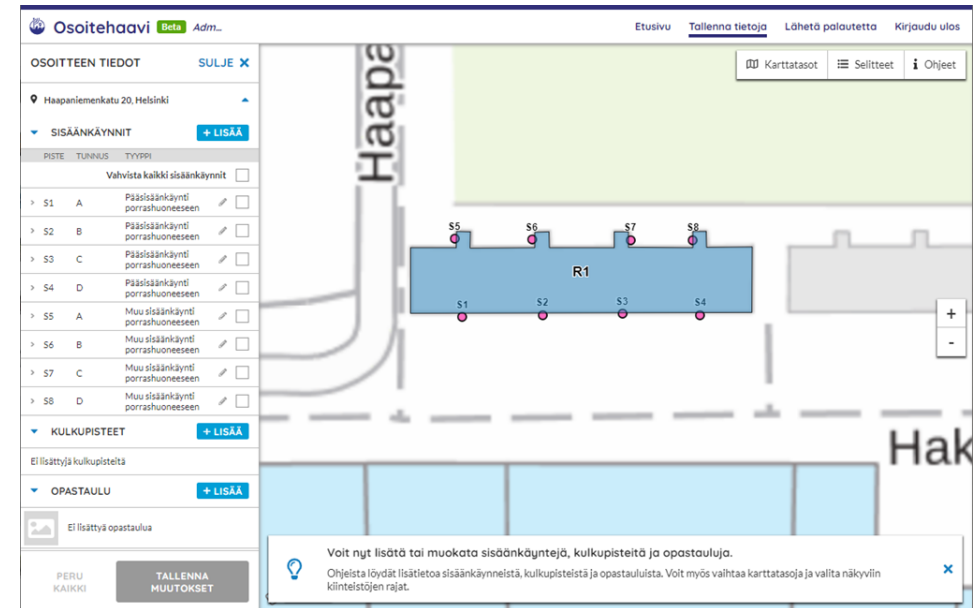 Osoitehaavi Beta Adm...
Etusivu Tallenna tietoja Lähetä palautetta Kirjaudu ulos
OSOITTEEN TIEDOT SULJE
Haapaniemenkatu 20, Helsinki
SISÄÄNKÄYNNIT + LISÄÄ
PISTE TUNNUS TYYPPI
Vahvista kaikki sisäänkäynnit
S1 A Pääsisäänkäynti
porrashuoneeseen
S2 B Pääsisäänkäynti
porrashuoneeseen
S3 C Pääsisäänkäynti
porrashuoneeseen
S4 D Pääsisäänkäynti
porrashuoneeseen
S5 A Muu sisäänkäynti
porrashuoneeseen
S6 B Muu sisäänkäynti
porrashuoneeseen
S7 C Muu sisäänkäynti
porrashuoneeseen
S8 D Muu sisäänkäynti
porrashuoneeseen
KULKUPISTEET + LISÄÄ
Ei lisättyjä kulkupisteitä
OPASTAULU + LISÄÄ
Ei lisättyä opastaulua
PERU
KAIKKI
TALLENNA
MUUTOKSET
Karttatasot Selitteet Ohjeet
Haapa
S5 S6 S7 S8
R1
S1 S2 S3 S4
+
-
Hak
Voit nyt lisätä tai muokata sisäänkäyntejä, kulkupisteitä ja opastauluja.
Ohjeista löydät lisätietoa sisäänkäynneistä, kulkupisteistä ja opastauluista. Voit myös vaihtaa karttatasoja ja valita näkyviin
kiinteistöjen rajat.